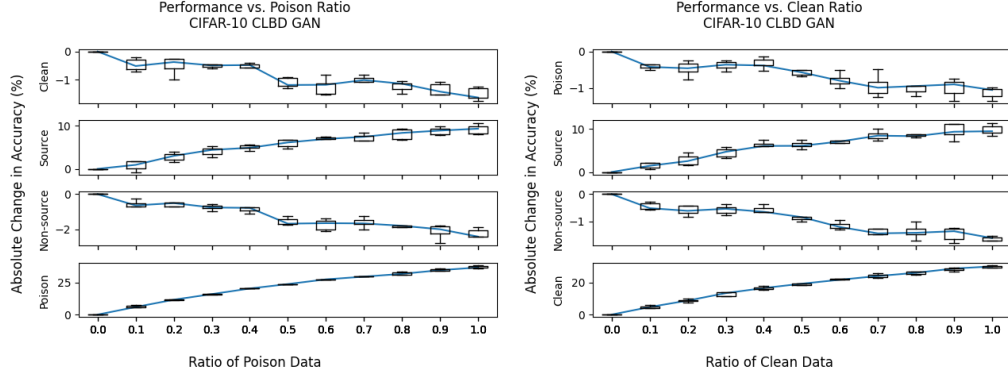 Performance vs. Poison Ratio
CIFAR-10 CLBD GAN
Absolute Change in Accuracy (%)
Clean
0
−1
Source
10
0
Non-source
0
−2
Poison
25
0
0.0 0.1 0.2 0.3 0.4 0.5 0.6 0.7 0.8 0.9 1.0
Ratio of Poison Data
Performance vs. Clean Ratio
CIFAR-10 CLBD GAN
Absolute Change in Accuracy (%)
Poison
0
−1
Source
10
0
Non-source
0
−1
Clean
20
0
0.0 0.1 0.2 0.3 0.4 0.5 0.6 0.7 0.8 0.9 1.0
Ratio of Clean Data